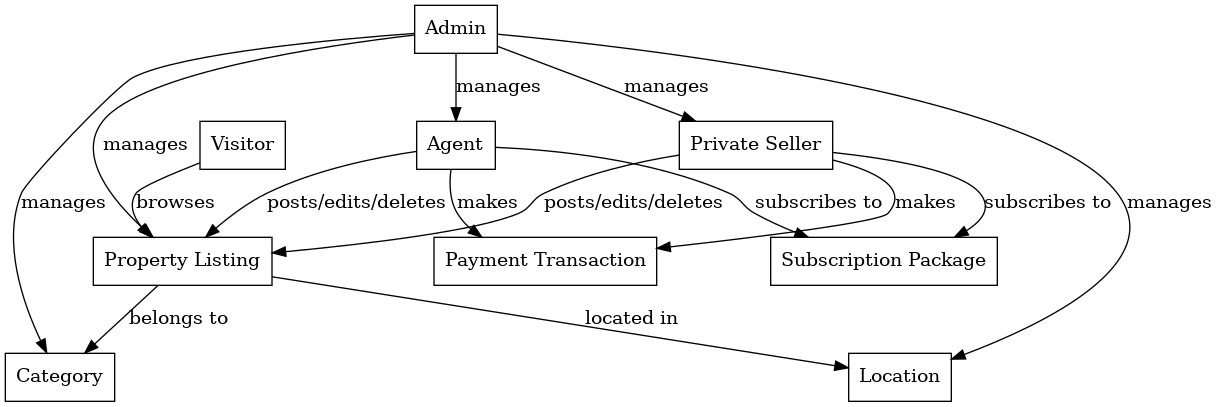 Admin
manages
manages
manages
Visitor
Agent
Private Seller
manages
browses
posts/edits/deletes
makes
posts/edits/deletes
subscribes to
makes
subscribes to
manages
manages
Property Listing
Payment Transaction
Subscription Package
belongs to
located in
Category
Location